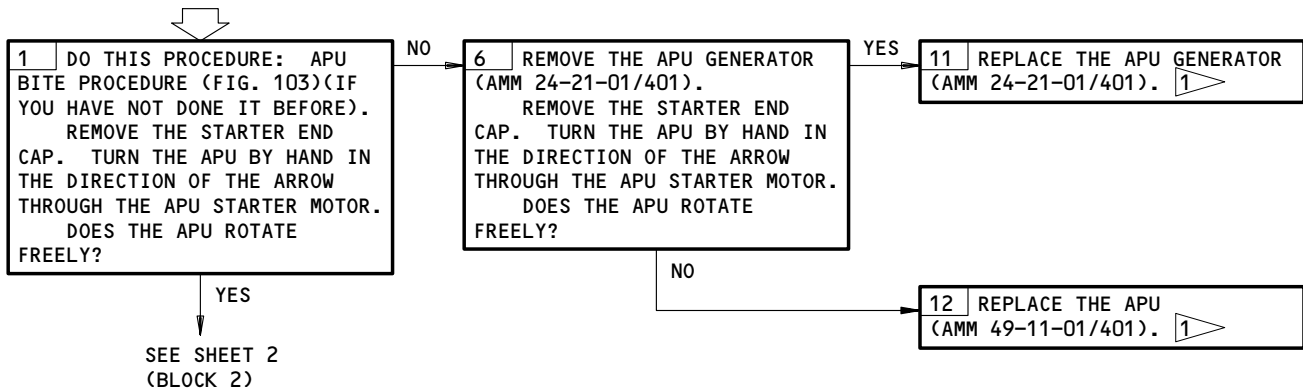 1 DO THIS PROCEDURE: APU
BITE PROCEDURE (FIG. 103)(IF
YOU HAVE NOT DONE IT BEFORE).
REMOVE THE STARTER END
CAP. TURN THE APU BY HAND IN
THE DIRECTION OF THE ARROW
THROUGH THE APU STARTER MOTOR.
DOES THE APU ROTATE
FREELY?
NO
YES
SEE SHEET 2
(BLOCK 2)
6 REMOVE THE APU GENERATOR
(AMM 24-21-01/401).
REMOVE THE STARTER END
CAP. TURN THE APU BY HAND IN
THE DIRECTION OF THE ARROW
THROUGH THE APU STARTER MOTOR.
DOES THE APU ROTATE
FREELY?
YES
NO
11 REPLACE THE APU GENERATOR
(AMM 24-21-01/401). 1
12 REPLACE THE APU
(AMM 49-11-01/401). 1